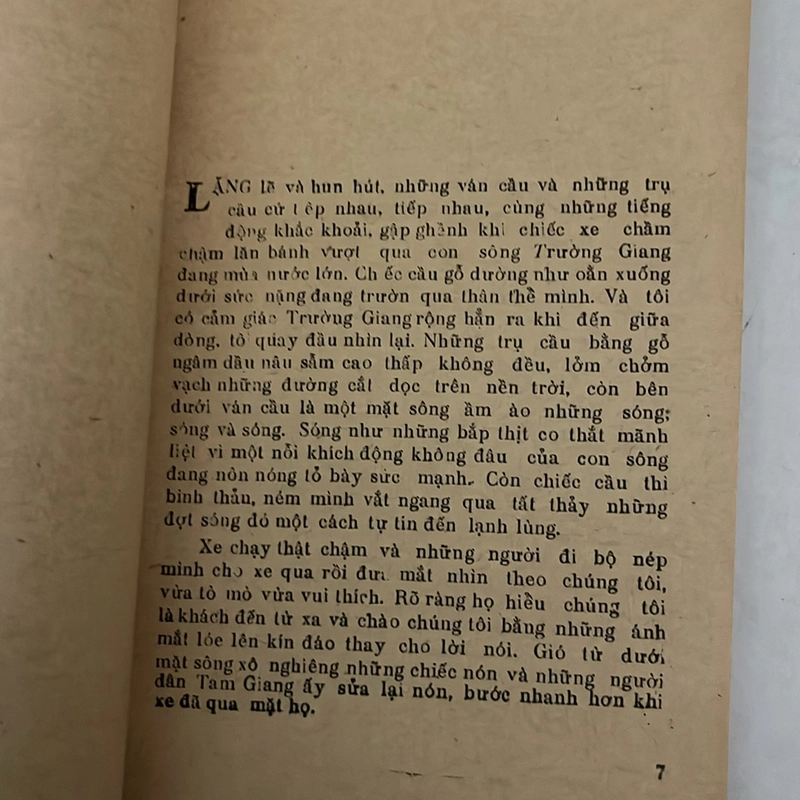 LẶNG lẽ và hun hút, những ván cầu và những trụ
cầu cứ tiếp nhau, tiếp nhau, cùng những tiếng
động khắc khoải, gập ghềnh khi chiếc xe chầm
chậm lăn bánh vượt qua con sông Trường Giang
đang mùa nước lớn. Ch ếc cầu gỗ dường như oằn xuống
dưới sức nặng đang trườn qua thân thể mình. Và tôi
có cảm giác Trường Giang rộng hẳn ra khi đến giữa
dòng, tò quay đầu nhìn lại. Những trụ cầu bằng gỗ
ngâm dầu nâu sẫm cao thấp không đều, lởm chởm
vạch những đường cắt dọc trên nền trời, còn bên
dưới ván cầu là một mặt sông ầm ào những sóng;
sóng và sóng. Sóng như những bắp thịt co thắt mãnh
liệt vì một nỗi khích động không đâu của con sông
đang nôn nóng tỏ bày sức mạnh. Còn chiếc cầu thì
bình thản, ném mình vắt ngang qua tất thảy những
đợt sóng đó một cách tự tin đến lạnh lùng.
Xe chạy thật chậm và những người đi bộ nép
mình cho xe qua rồi đưa mắt nhìn theo chúng tôi,
vừa tò mò vừa vui thích. Rõ ràng họ hiểu chúng tôi
là khách đến từ xa và chào chúng tôi bằng những ánh
mắt lóe lên kín đáo thay cho lời nói. Gió từ dưới
mặt sông xô nghiêng những chiếc nón và những người
dân Tam Giang ấy sửa lại nón, bước nhanh hơn khi
xe đã qua mặt họ.
7